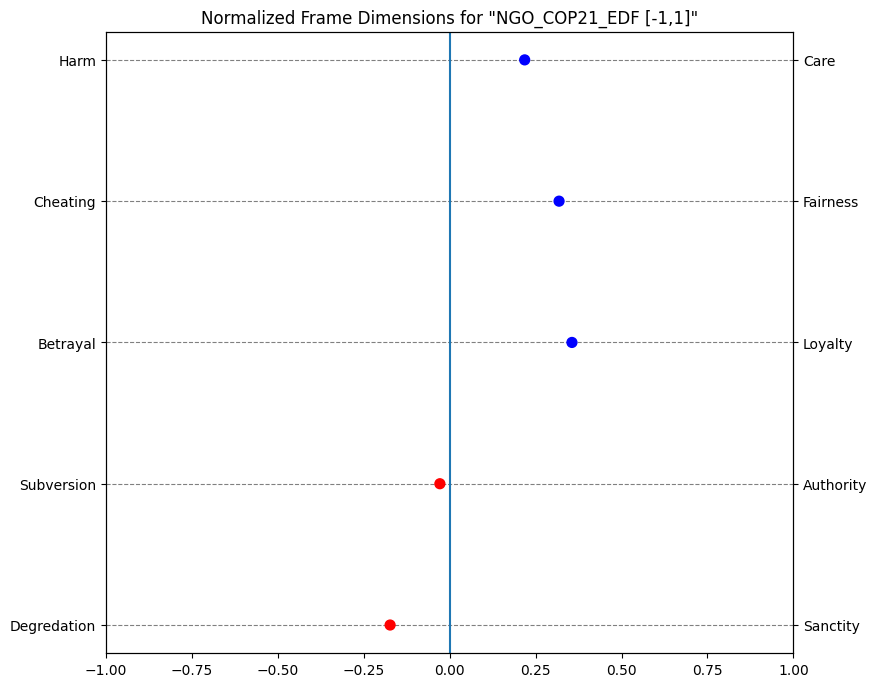 Normalized Frame Dimensions for "NGO_COP21_EDF [-1,1]"
Harm Care
Cheating Fairness
Betrayal Loyalty
Subversion Authority
Degredation Sanctity
−1.00 −0.75 −0.50 −0.25 0.00 0.25 0.50 0.75 1.00